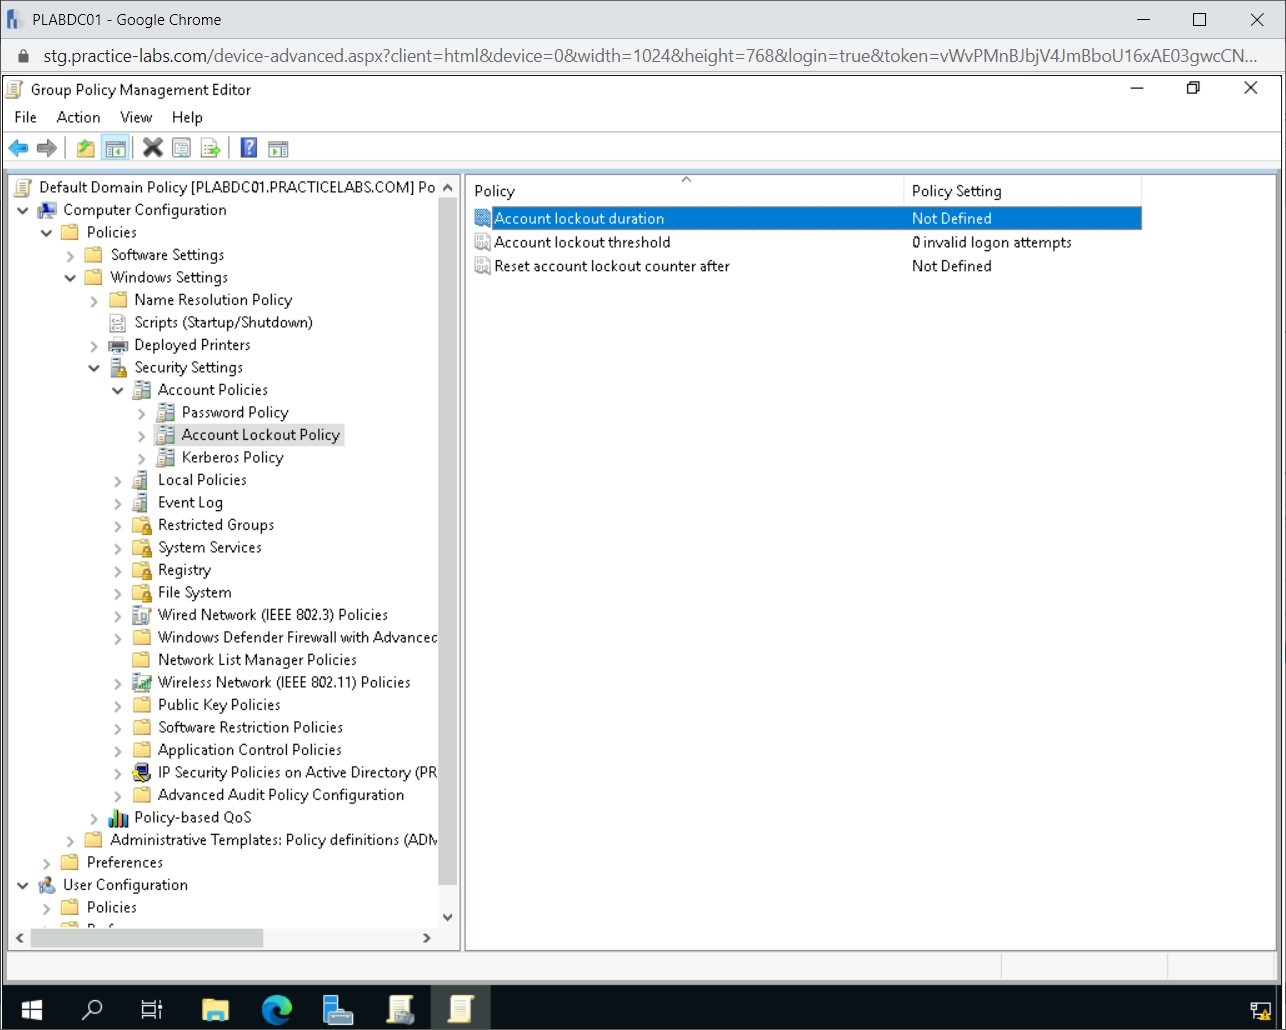 PLABDC01 - Google Chrome
stg.practice-labs.com/device-advanced.aspx?client=html&device=0&width=1024&height=768&login=true&token=vWvPMnBJbjV4JmBboU16xAE03gwcCN...
Group Policy Management Editor
File Action View Help
Default Domain Policy [PLABDC01.PRACTICELABS.COM] Po
Computer Configuration
Policies
Software Settings
Windows Settings
Name Resolution Policy
Scripts (Startup/Shutdown)
Deployed Printers
Security Settings
Account Policies
Password Policy
Account Lockout Policy
Kerberos Policy
Local Policies
Event Log
Restricted Groups
System Services
Registry
File System
Wired Network (IEEE 802.3) Policies
Windows Defender Firewall with Advanced
Network List Manager Policies
Wireless Network (IEEE 802.11) Policies
Public Key Policies
Software Restriction Policies
Application Control Policies
IP Security Policies on Active Directory (PR
Advanced Audit Policy Configuration
Policy-based QoS
Administrative Templates: Policy definitions (ADM
Preferences
User Configuration
Policies
Policy Policy Setting
Account lockout duration Not Defined
Account lockout threshold 0 invalid logon attempts
Reset account lockout counter after Not Defined